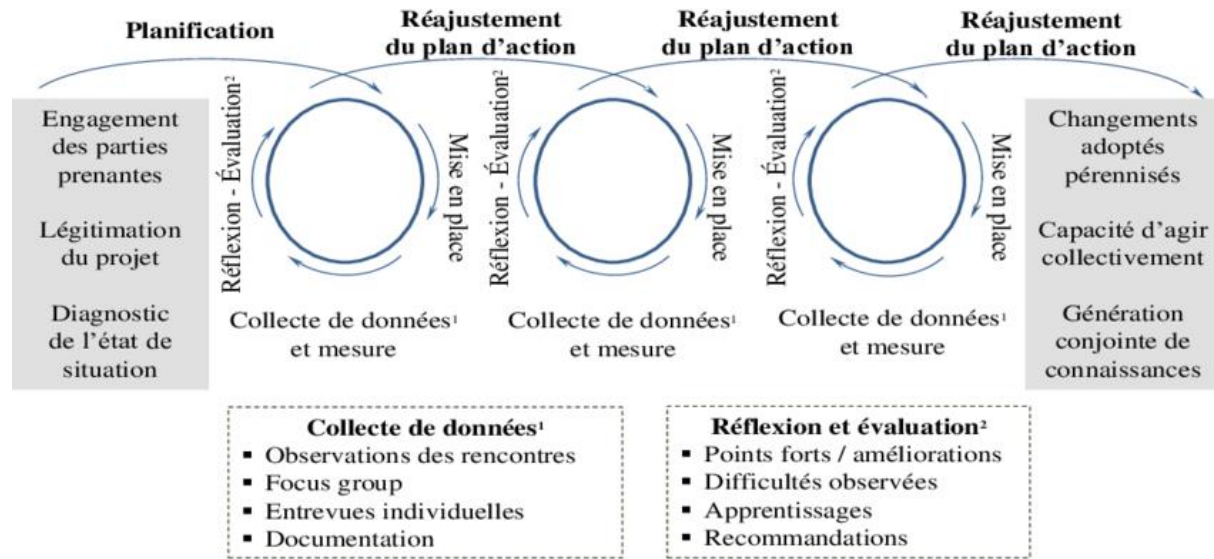 Planification
Réajustement
du plan d'action
Réajustement
du plan d'action
Réajustement
du plan d'action
Engagement
des parties
prenantes
Légitimation
du projet
Diagnostic
de l'état de
situation
Réflexion - Évaluation²
Mise en place
Collecte de données¹
et mesure
Réflexion - Évaluation²
Mise en place
Collecte de données¹
et mesure
Réflexion - Évaluation²
Mise en place
Collecte de données¹
et mesure
Changements
adoptés
pérennisés
Capacité d'agir
collectivement
Génération
conjointe de
connaissances
Collecte de données¹
▪ Observations des rencontres
▪ Focus group
▪ Entrevues individuelles
▪ Documentation
Réflexion et évaluation²
▪ Points forts / améliorations
▪ Difficultés observées
▪ Apprentissages
▪ Recommandations